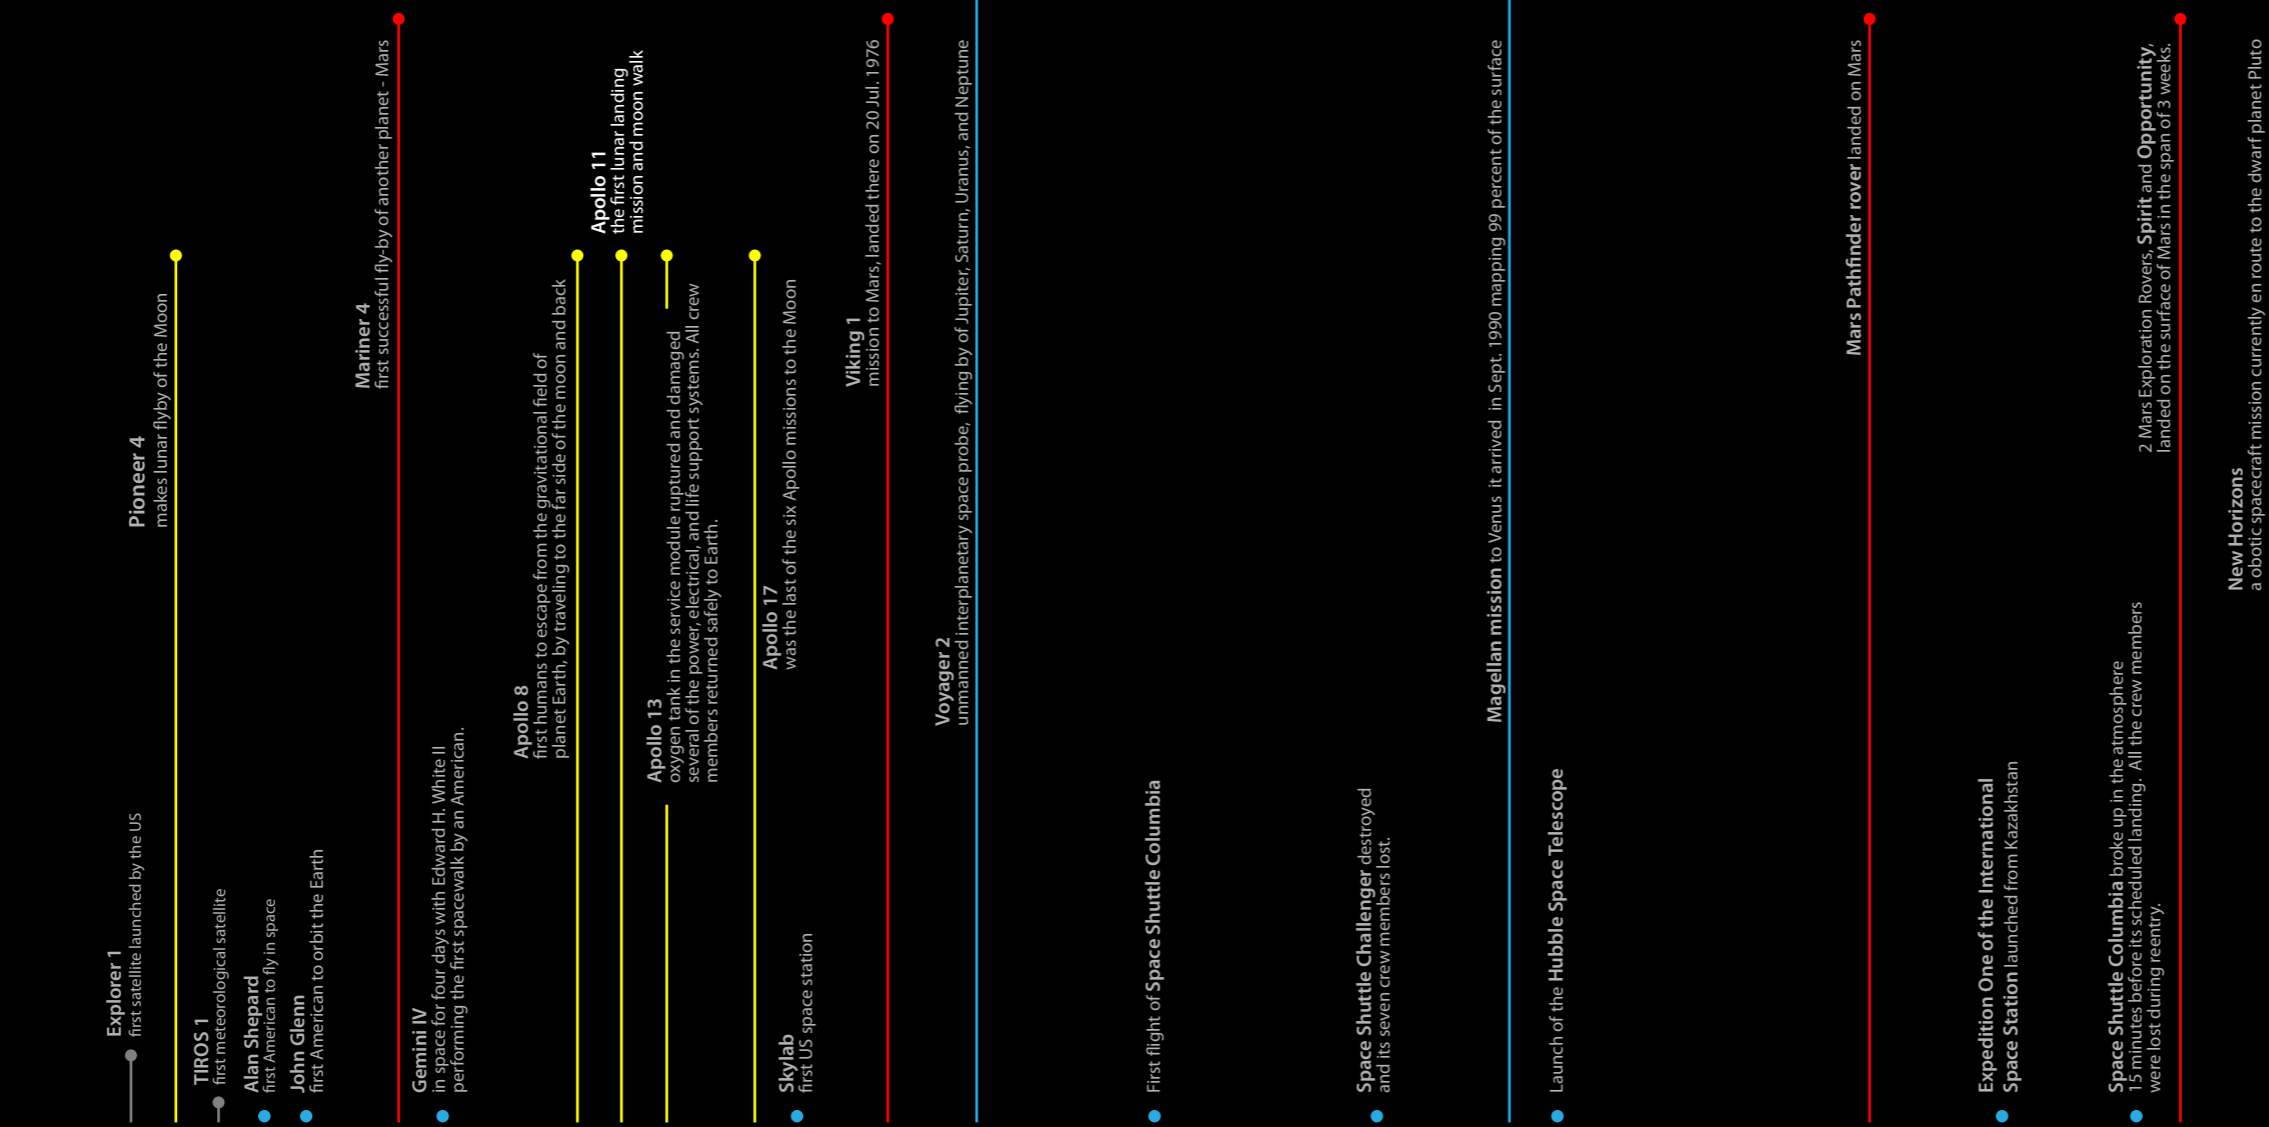 Explorer 1
first satellite launched by the US
Pioneer 4
makes lunar flyby of the Moon
TIROS 1
first meteorological satellite
Alan Shepard
first American to fly in space
John Glenn
first American to orbit the Earth
Mariner 4
first successful fly-by of another planet - Mars
Gemini IV
in space for four days with Edward H. White II
performing the first spacewalk by an American.
Apollo 8
first humans to escape from the gravitational field of
planet Earth, by traveling to the far side of the moon and back
Apollo 11
the first lunar landing
mission and moon walk
Apollo 13
oxygen tank in the service module ruptured and damaged
several of the power, electrical, and life support systems. All crew
members returned safely to Earth.
Apollo 17
was the last of the six Apollo missions to the Moon
Skylab
first US space station
Viking 1
mission to Mars, landed there on 20 Jul. 1976
Voyager 2
unmanned interplanetary space probe, flying by of Jupiter, Saturn, Uranus, and Neptune
First flight of Space Shuttle Columbia
Space Shuttle Challenger destroyed
and its seven crew members lost.
Magellan mission to Venus it arrived in Sept. 1990 mapping 99 percent of the surface
Launch of the Hubble Space Telescope
Mars Pathfinder rover landed on Mars
Expedition One of the International
Space Station launched from Kazakhstan
Space Shuttle Columbia broke up in the atmosphere
15 minutes before its scheduled landing. All the crew members
were lost during reentry.
2 Mars Exploration Rovers, Spirit and Opportunity,
landed on the surface of Mars in the span of 3 weeks.
New Horizons
a obotic spacecraft mission currently en route to the dwarf planet Pluto